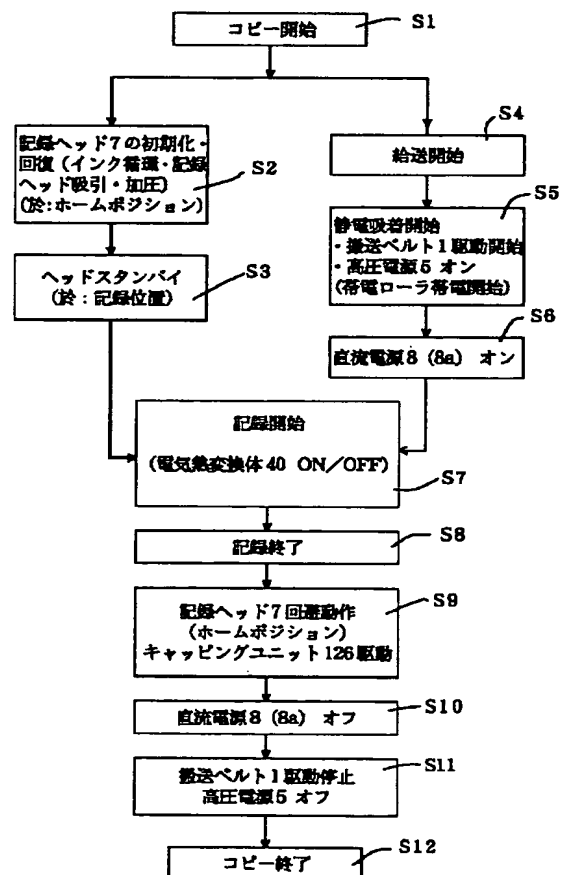 コピー開始
S1
記録ヘッド7の初期化・
回復(インク循環・記録
ヘッド吸引・加圧)
(於:ホームポジション)
S2
ヘッドスタンバイ
(於:記録位置)
S3
S4
給送開始
静電吸着開始
・搬送ベルト1駆動開始
・高圧電源5 オン
(帯電ローラ帯電開始)
S5
S6
直流電源8 (8a) オン
記録開始
(電気熱変換体40 ON/OFF)
S7
記録終了
S8
記録ヘッド7回避動作
(ホームポジション)
キャッピングユニット126駆動
S9
直流電源8 (8a) オフ
S10
搬送ベルト1駆動停止
高圧電源5 オフ
S11
コピー終了
S12